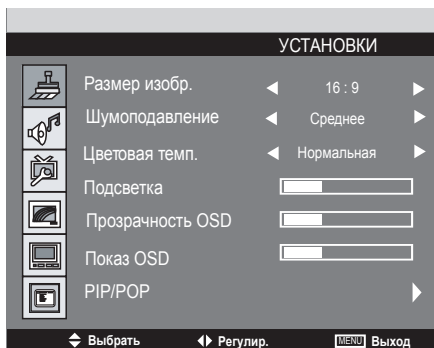 УСТАНОВКИ
Размер изобр. 16 : 9
Шумоподавление Среднее
Цветовая темп. Нормальная
Подсветка
Прозрачность OSD
Показ OSD
PIP/POP
Выбрать Регулир. MENU Выход